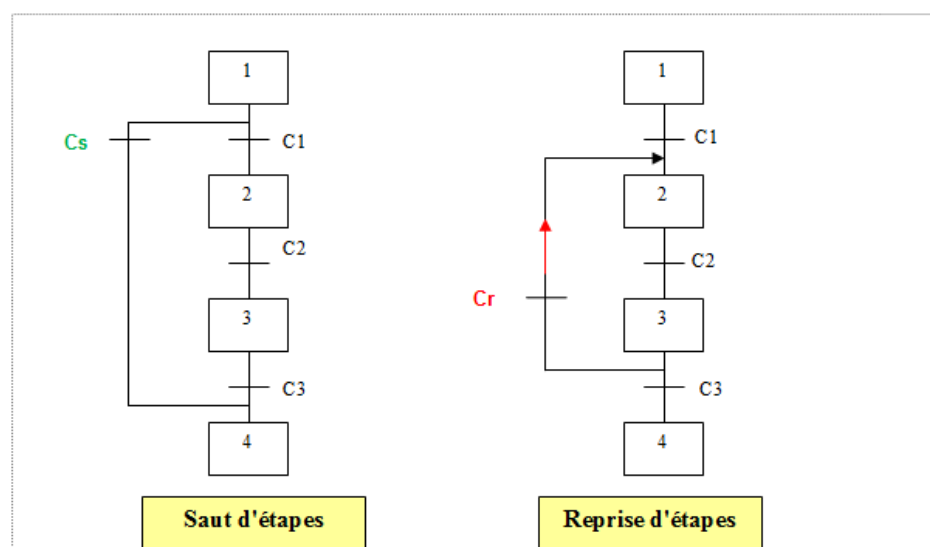 1
Cs
C1
2
C2
3
C3
4
Saut d'étapes
1
C1
2
C2
Cr
3
C3
4
Reprise d'étapes